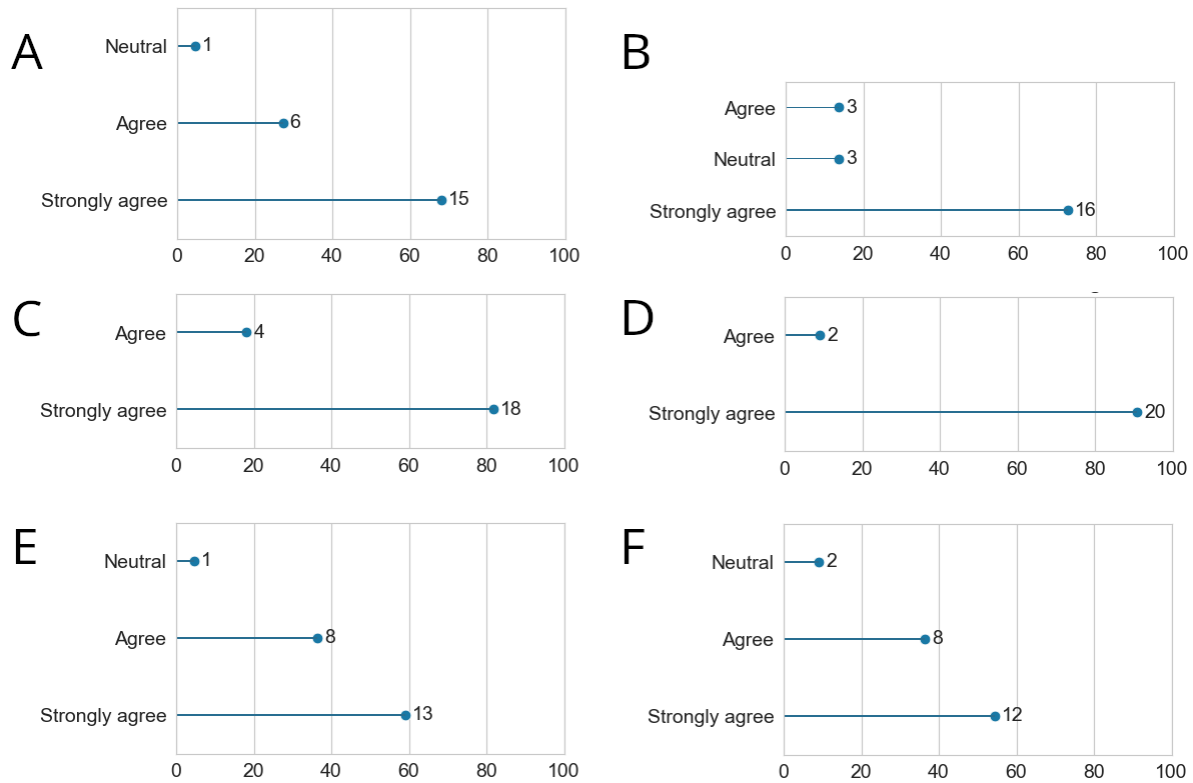 A
Neutral 1
Agree 6
Strongly agree 15
0 20 40 60 80 100
B
Agree 3
Neutral 3
Strongly agree 16
0 20 40 60 80 100
C
Agree 4
Strongly agree 18
0 20 40 60 80 100
D
Agree 2
Strongly agree 20
0 20 40 60 80 100
E
Neutral 1
Agree 8
Strongly agree 13
0 20 40 60 80 100
F
Neutral 2
Agree 8
Strongly agree 12
0 20 40 60 80 100